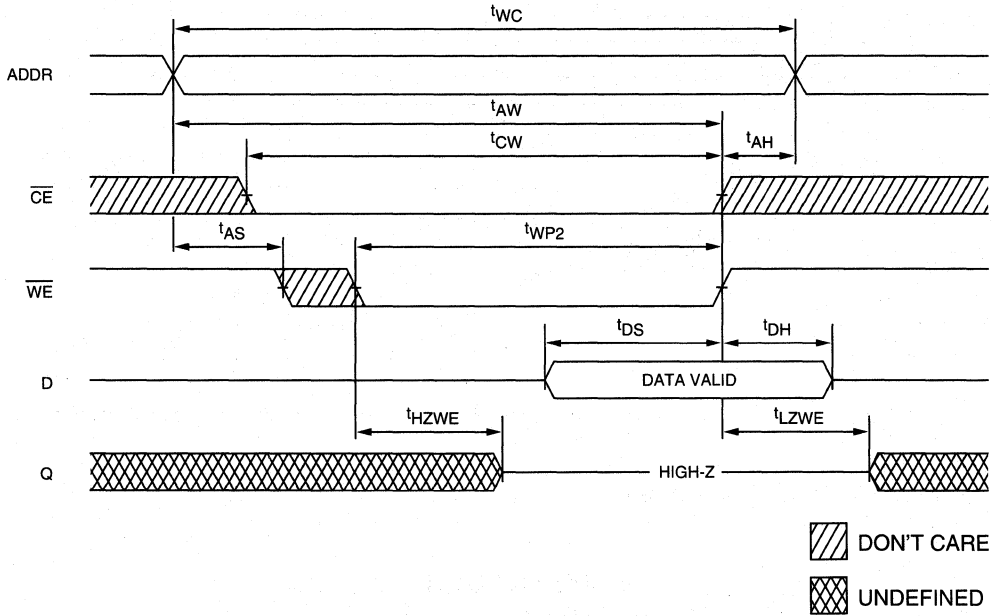 tWC
ADDR
tAW
tCW
tAH
CE
tAS
tWP2
WE
tDS
tDH
D
DATA VALID
tHZWE
tLZWE
Q
HIGH-Z
DON'T CARE
UNDEFINED